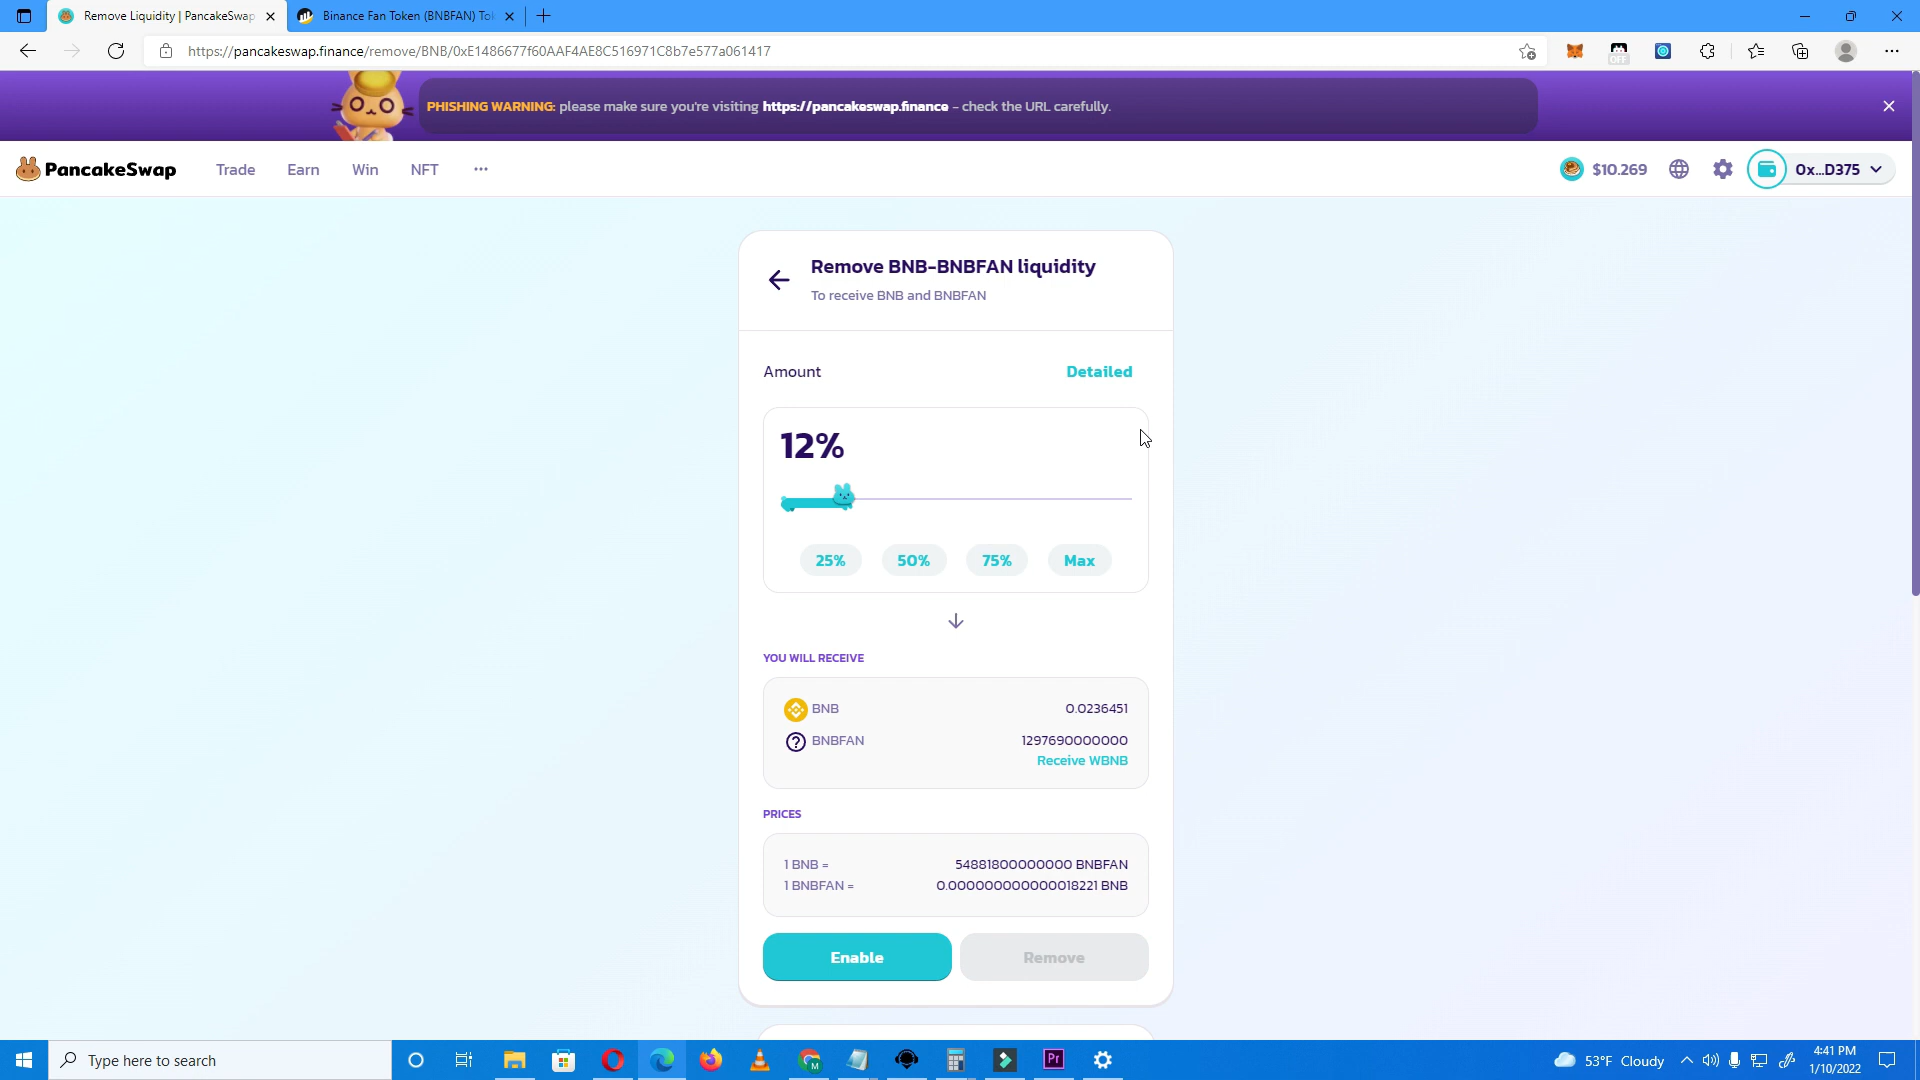 Remove Liquidity | PancakeSwap
Binance Fan Token (BNBFAN) Tok
https://pancakeswap.finance/remove/BNB/0xE1486677f60AAF4AE8C516971C8b7e577a061417
OFF
PHISHING WARNING: please make sure you're visiting https://pancakeswap.finance - check the URL carefully.
PancakeSwap
Trade
Earn
Win
NFT
$10.269
0x...D375
Remove BNB-BNBFAN liquidity
To receive BNB and BNBFAN
Amount
Detailed
12%
25%
50%
75%
Max
YOU WILL RECEIVE
BNB
0.0236451
BNBFAN
1297690000000
Receive WBNB
PRICES
1 BNB =
54881800000000 BNBFAN
1 BNBFAN =
0.000000000000018221 BNB
Enable
Remove
Type here to search
M
Pr
53°F Cloudy
4:41 PM
1/10/2022